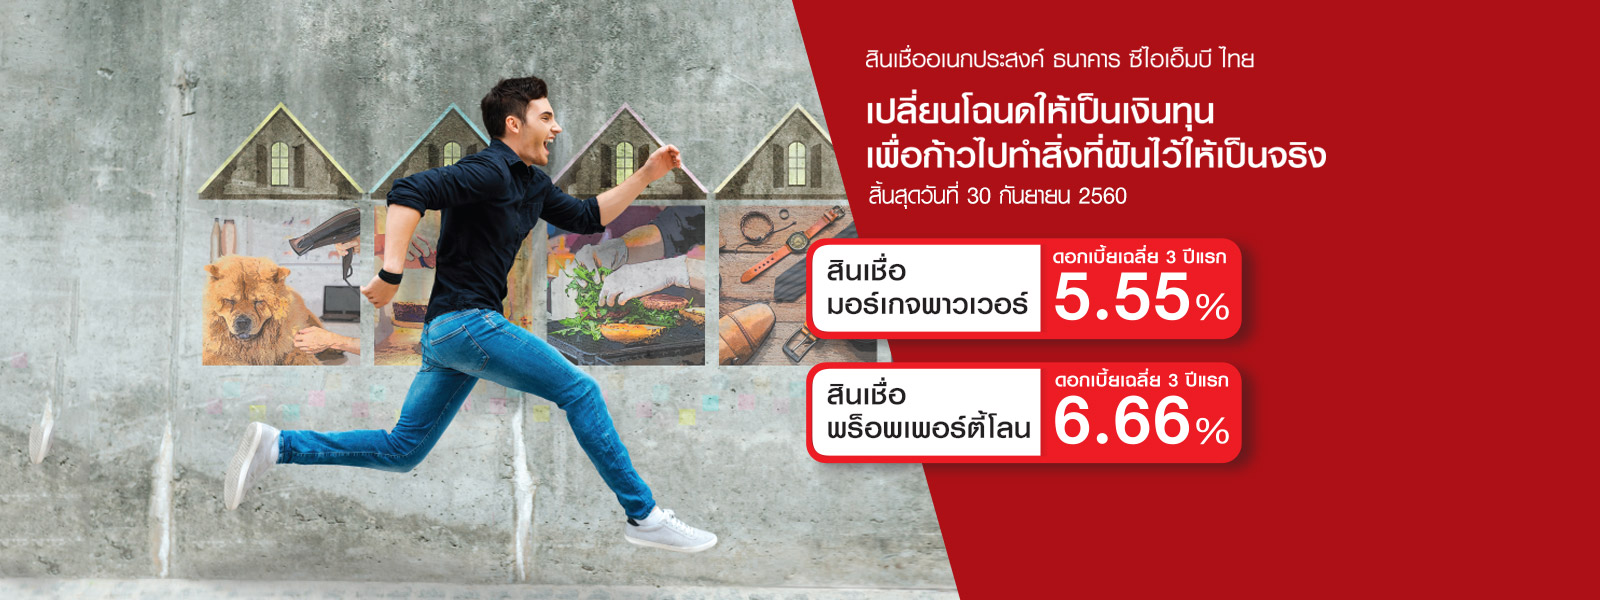 สินเชื่ออเนกประสงค์ ธนาคาร ซีไอเอ็มบี ไทย
เปลี่ยนโฉนดให้เป็นเงินทุน
เพื่อก้าวไปทำสิ่งที่ฝันไว้ให้เป็นจริง
สิ้นสุดวันที่ 30 กันยายน 2560
สินเชื่อ
มอร์เกจพาวเวอร์
ดอกเบี้ยเฉลี่ย 3 ปีแรก
5.55%
สินเชื่อ
พร็อพเพอร์ตี้โลน
ดอกเบี้ยเฉลี่ย 3 ปีแรก
6.66%